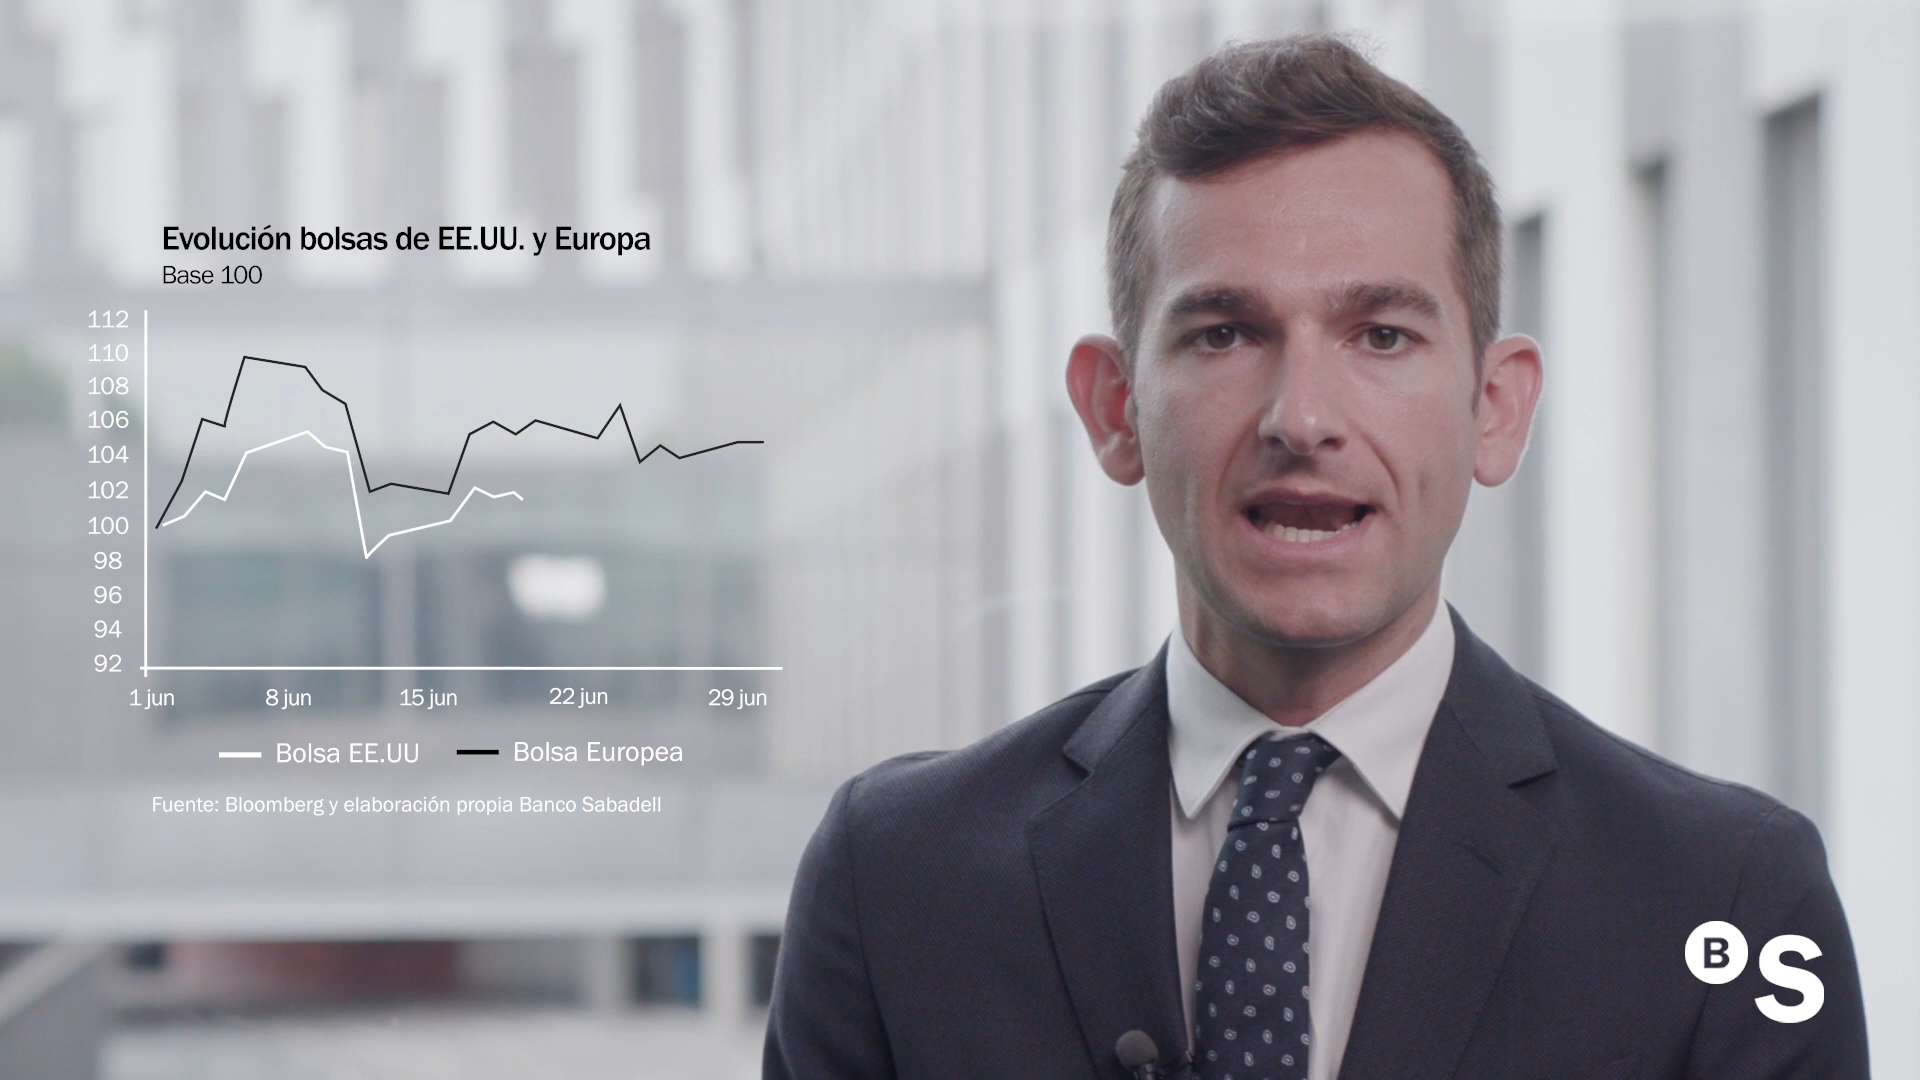 Evolución bolsas de EE.UU. y Europa
Base 100
112
110
108
106
104
102
100
98
96
94
92
1 jun 8 jun 15 jun 22 jun 29 jun
Bolsa EE.UU Bolsa Europea
Fuente: Bloomberg y elaboración propia Banco Sabadell
B S